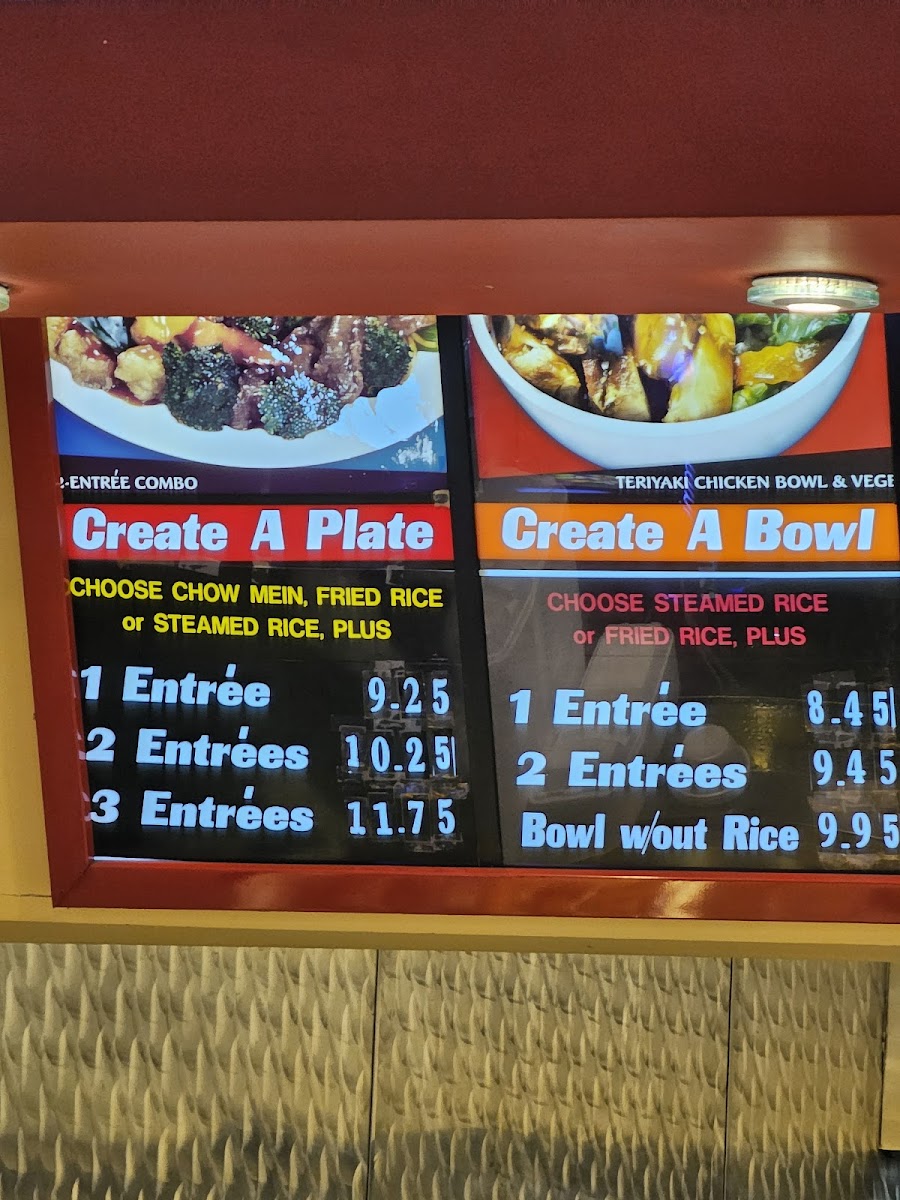 -ENTRÉE COMBO
Create A Plate
CHOOSE CHOW MEIN, FRIED RICE
or STEAMED RICE, PLUS
1 Entrée 9.25
2 Entrées 10.25
3 Entrées 11.75
TERIYAKI CHICKEN BOWL & VEGE
Create A Bowl
CHOOSE STEAMED RICE
or FRIED RICE, PLUS
1 Entrée 8.45
2 Entrées 9.45
Bowl w/out Rice 9.95